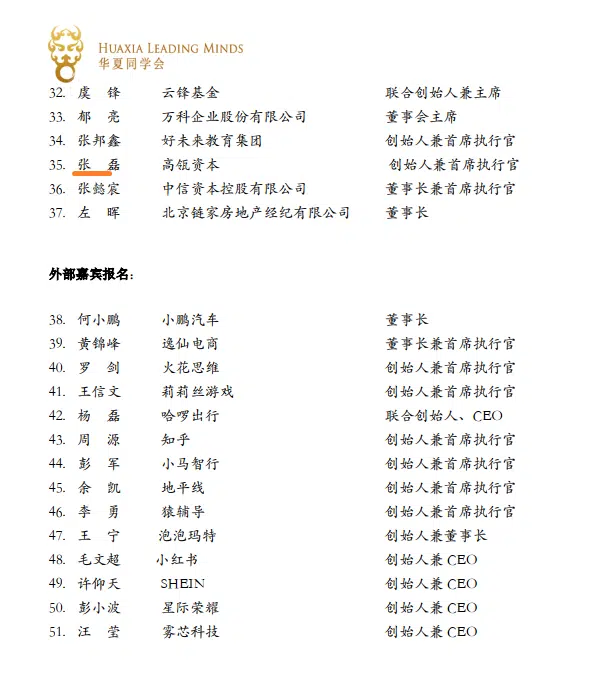 HUAXIA LEADING MINDS
华夏同学会
32. 虞 锋 云锋基金 联合创始人兼主席
33. 郁 亮 万科企业股份有限公司 董事会主席
34. 张邦鑫 好未来教育集团 创始人兼首席执行官
35. 张 磊 高瓴资本 创始人兼首席执行官
36. 张懿宸 中信资本控股有限公司 董事长兼首席执行官
37. 左 晖 北京链家房地产经纪有限公司 董事长
外部嘉宾报名：
38. 何小鹏 小鹏汽车 董事长
39. 黄锦峰 逸仙电商 董事长兼首席执行官
40. 罗 剑 火花思维 创始人兼首席执行官
41. 王信文 莉莉丝游戏 创始人兼首席执行官
42. 杨 磊 哈啰出行 联合创始人、CEO
43. 周 源 知乎 创始人兼首席执行官
44. 彭 军 小马智行 创始人兼首席执行官
45. 余 凯 地平线 创始人兼首席执行官
46. 李 勇 猿辅导 创始人兼首席执行官
47. 王 宁 泡泡玛特 创始人兼董事长
48. 毛文超 小红书 创始人兼 CEO
49. 许仰天 SHEIN 创始人兼 CEO
50. 彭小波 星际荣耀 创始人兼 CEO
51. 汪 莹 雾芯科技 创始人兼 CEO